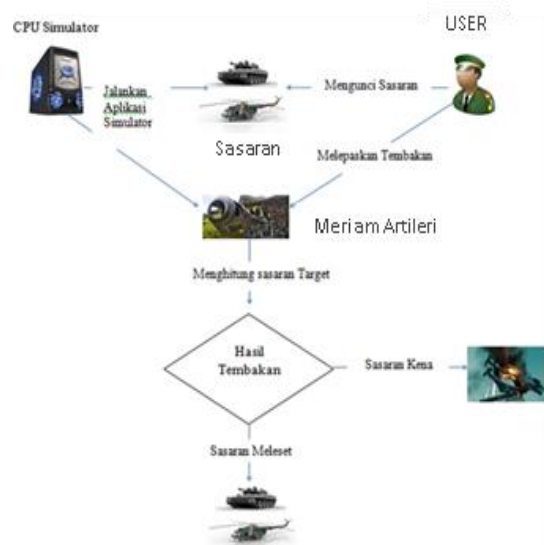 CPU Simulator
USER
Jalankan
Aplikasi
Simulator
Mengunci Sasaran
Sasaran
Melepaskan Tembakan
Meriam Artileri
Menghitung sasaran Target
Hasil
Tembakan
Sasaran Kena
Sasaran Meleset